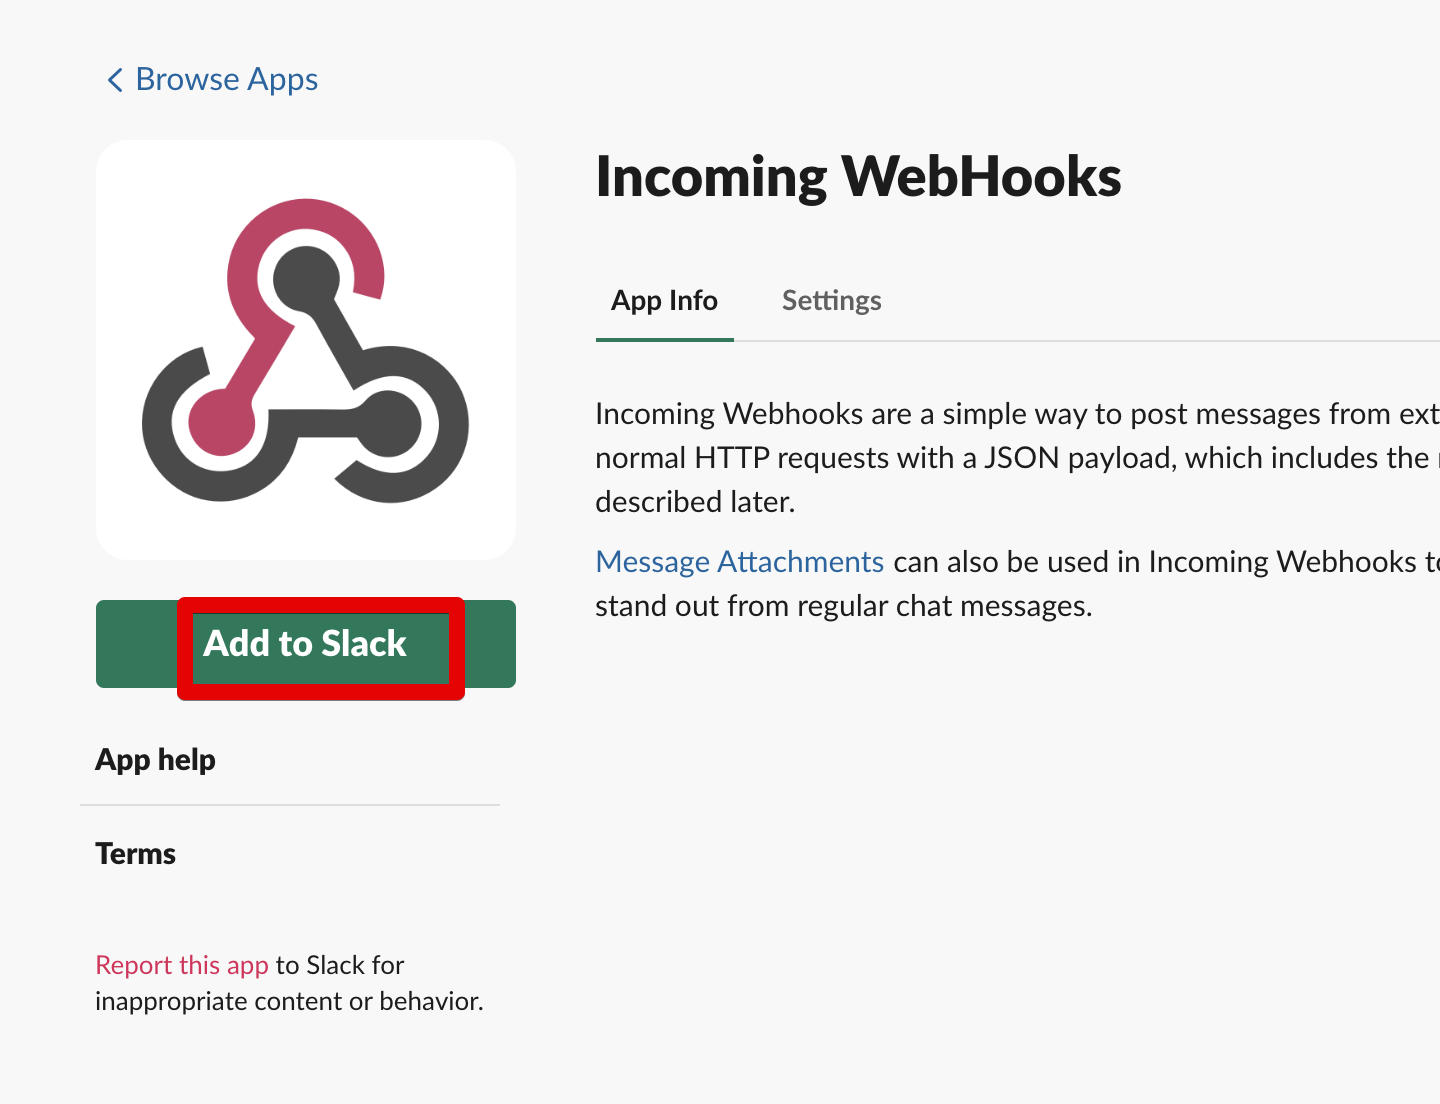 Browse Apps
Incoming WebHooks
App Info
Settings
Incoming Webhooks are a simple way to post messages from ext
normal HTTP requests with a JSON payload, which includes the
described later.
Message Attachments can also be used in Incoming Webhooks to
stand out from regular chat messages.
Add to Slack
App help
Terms
Report this app to Slack for
inappropriate content or behavior.